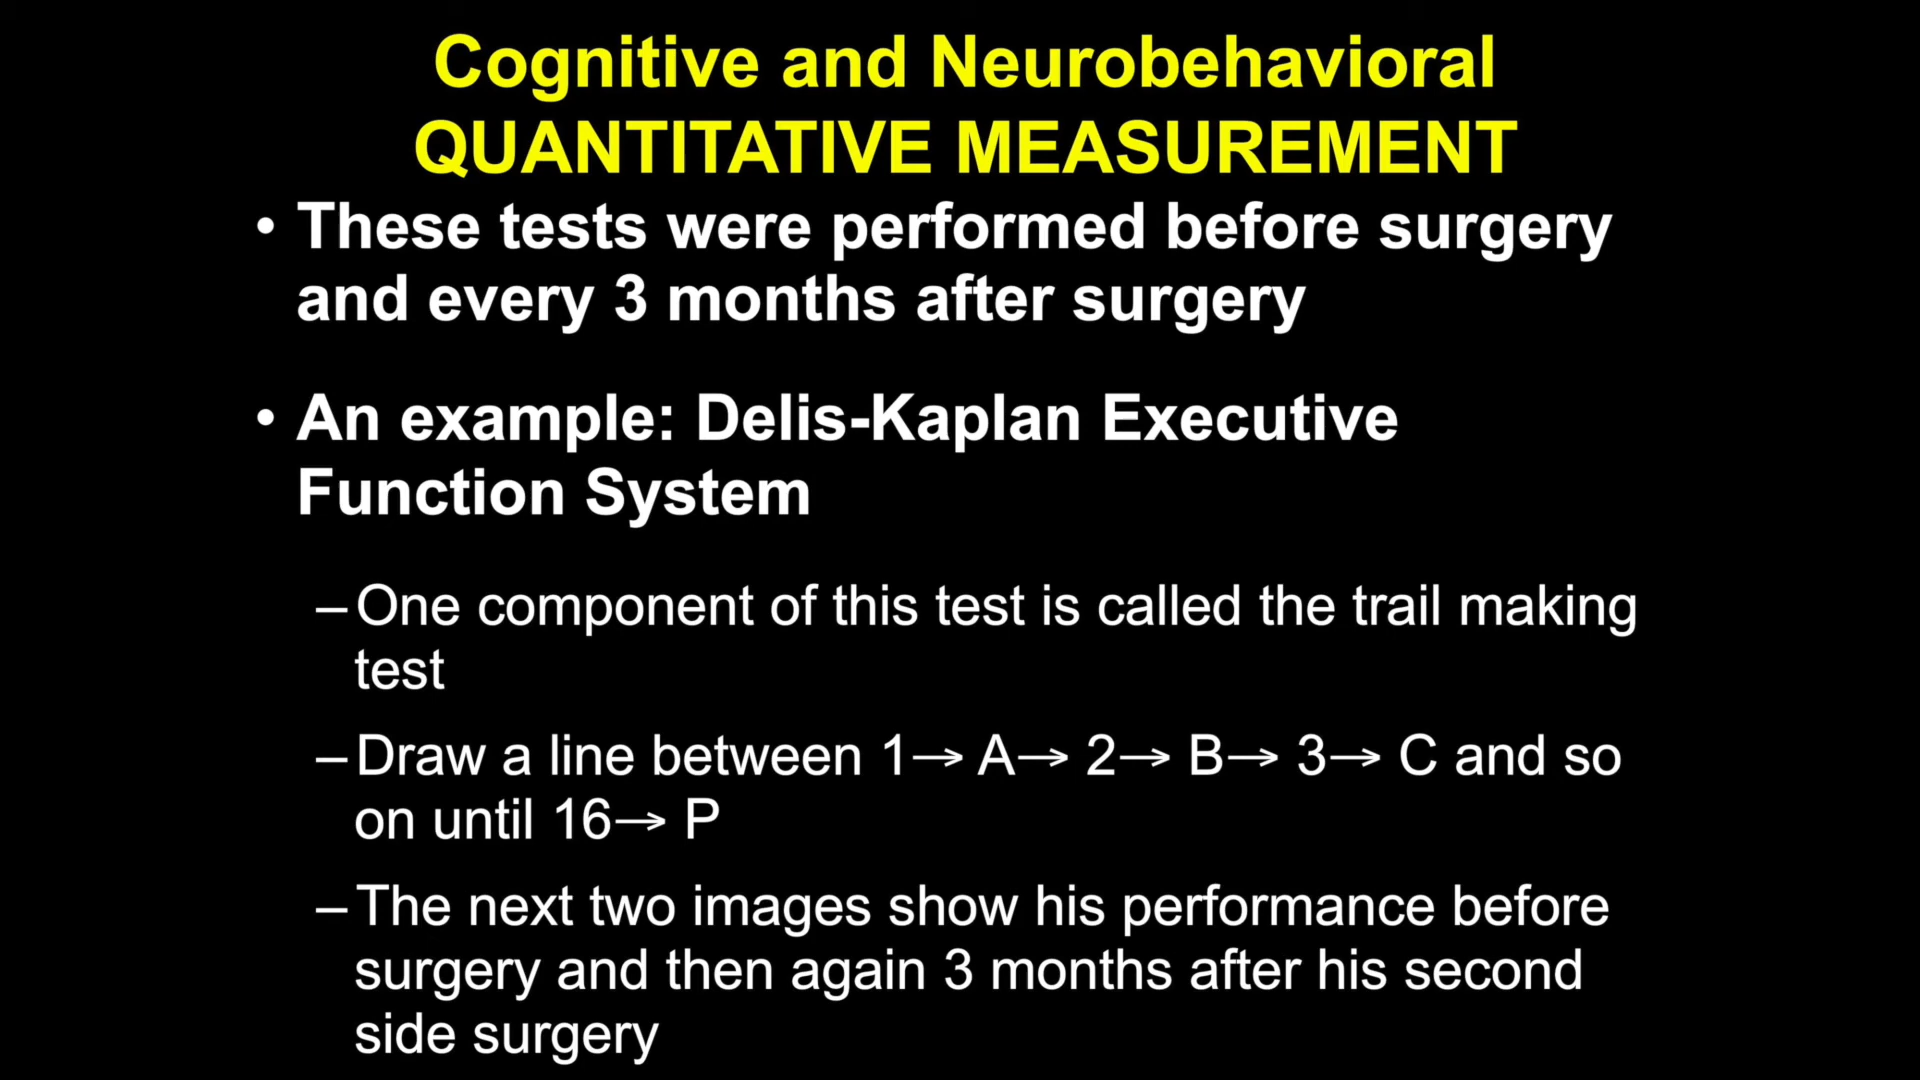 Cognitive and Neurobehavioral
QUANTITATIVE MEASUREMENT
• These tests were performed before surgery
and every 3 months after surgery
• An example: Delis-Kaplan Executive
Function System
– One component of this test is called the trail making
test
– Draw a line between 1→ A→ 2→ B→ 3→ C and so
on until 16→ P
– The next two images show his performance before
surgery and then again 3 months after his second
side surgery